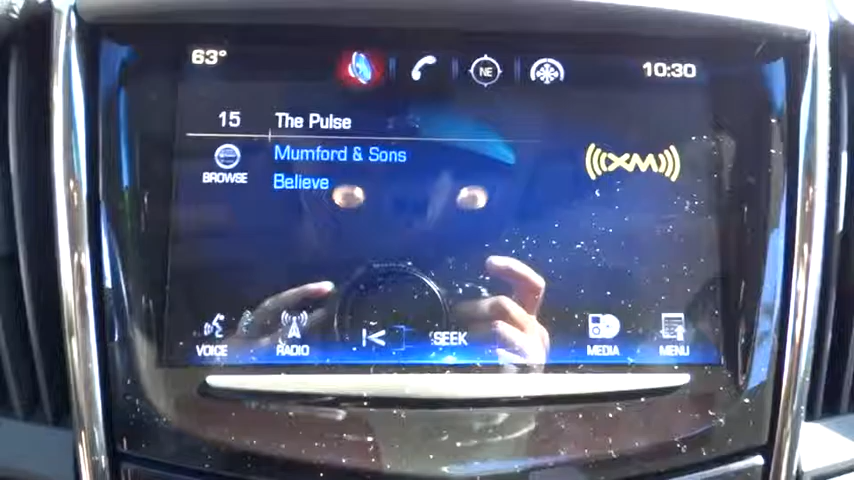 63°
NE
10:30
15 The Pulse
Mumford & Sons
BROWSE
Believe
XM
VOICE
RADIO
SEEK
MEDIA
MENU